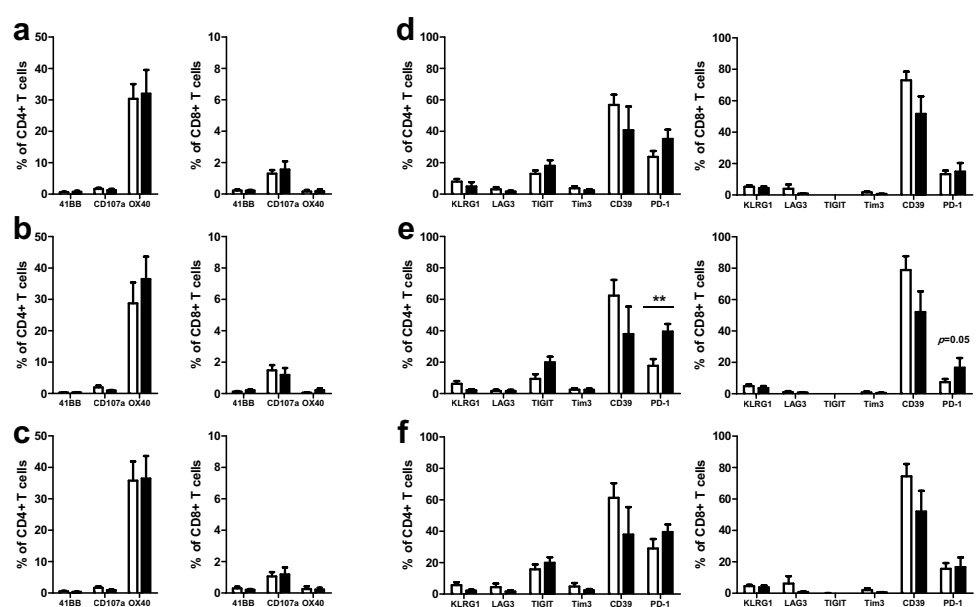 a
% of CD4+ T cells
50
40
30
20
10
0
41BB CD107a OX40
% of CD8+ T cells
10
8
6
4
2
0
41BB CD107a OX40
d
% of CD4+ T cells
100
80
60
40
20
0
KLRG1 LAG3 TIGIT Tim3 CD39 PD-1
% of CD8+ T cells
100
80
60
40
20
0
KLRG1 LAG3 TIGIT Tim3 CD39 PD-1
b
% of CD4+ T cells
50
40
30
20
10
0
41BB CD107a OX40
% of CD8+ T cells
10
8
6
4
2
0
41BB CD107a OX40
e
% of CD4+ T cells
100
80
60
40
20
0
**
KLRG1 LAG3 TIGIT Tim3 CD39 PD-1
% of CD8+ T cells
100
80
60
40
20
0
p=0.05
KLRG1 LAG3 TIGIT Tim3 CD39 PD-1
c
% of CD4+ T cells
50
40
30
20
10
0
41BB CD107a OX40
% of CD8+ T cells
10
8
6
4
2
0
41BB CD107a OX40
f
% of CD4+ T cells
100
80
60
40
20
0
KLRG1 LAG3 TIGIT Tim3 CD39 PD-1
% of CD8+ T cells
100
80
60
40
20
0
KLRG1 LAG3 TIGIT Tim3 CD39 PD-1